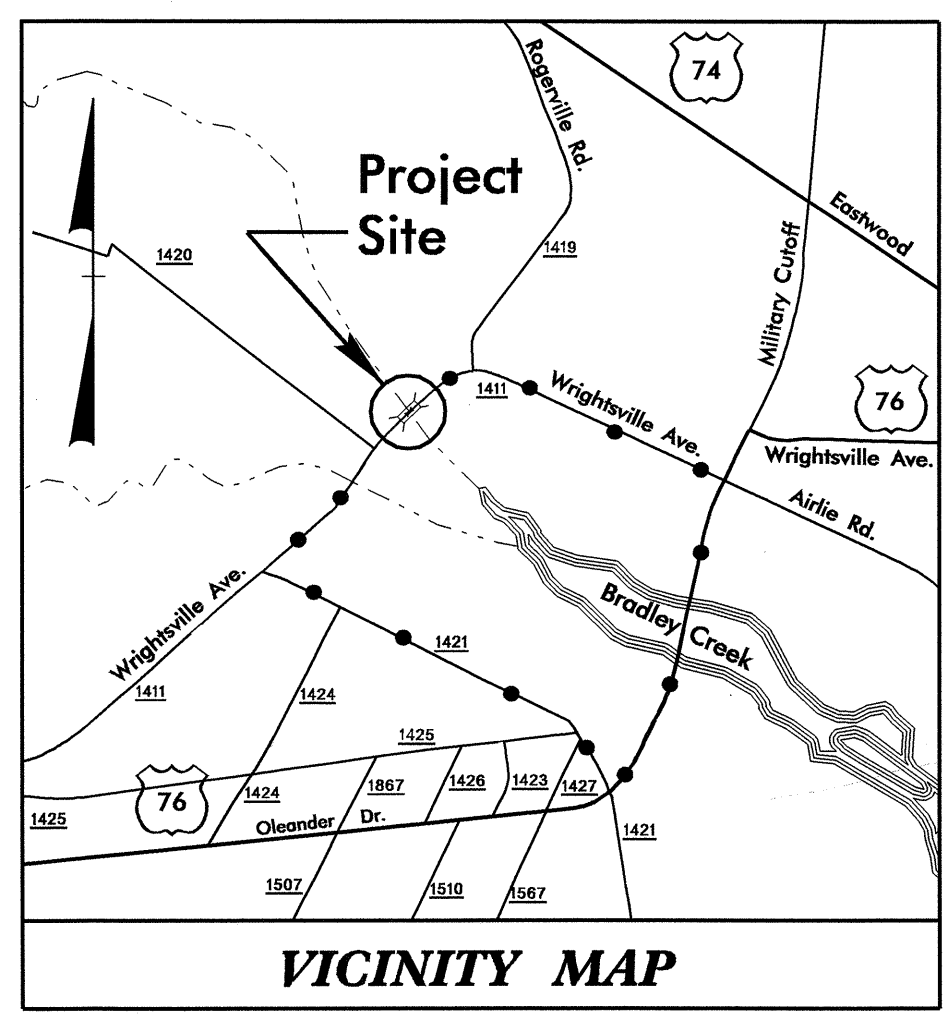 74
Rogerville Rd.
Project
Site
Eastwood
1420
1419
Military Cutoff
1411
Wrightsville Ave.
76
Wrightsville Ave.
Airlie Rd.
Bradley Creek
Wrightsville Ave.
1421
1411
1424
1425
76
1424
1867
1426
1423
1427
1425
Oleander Dr.
1421
1507
1510
1567
VICINITY MAP